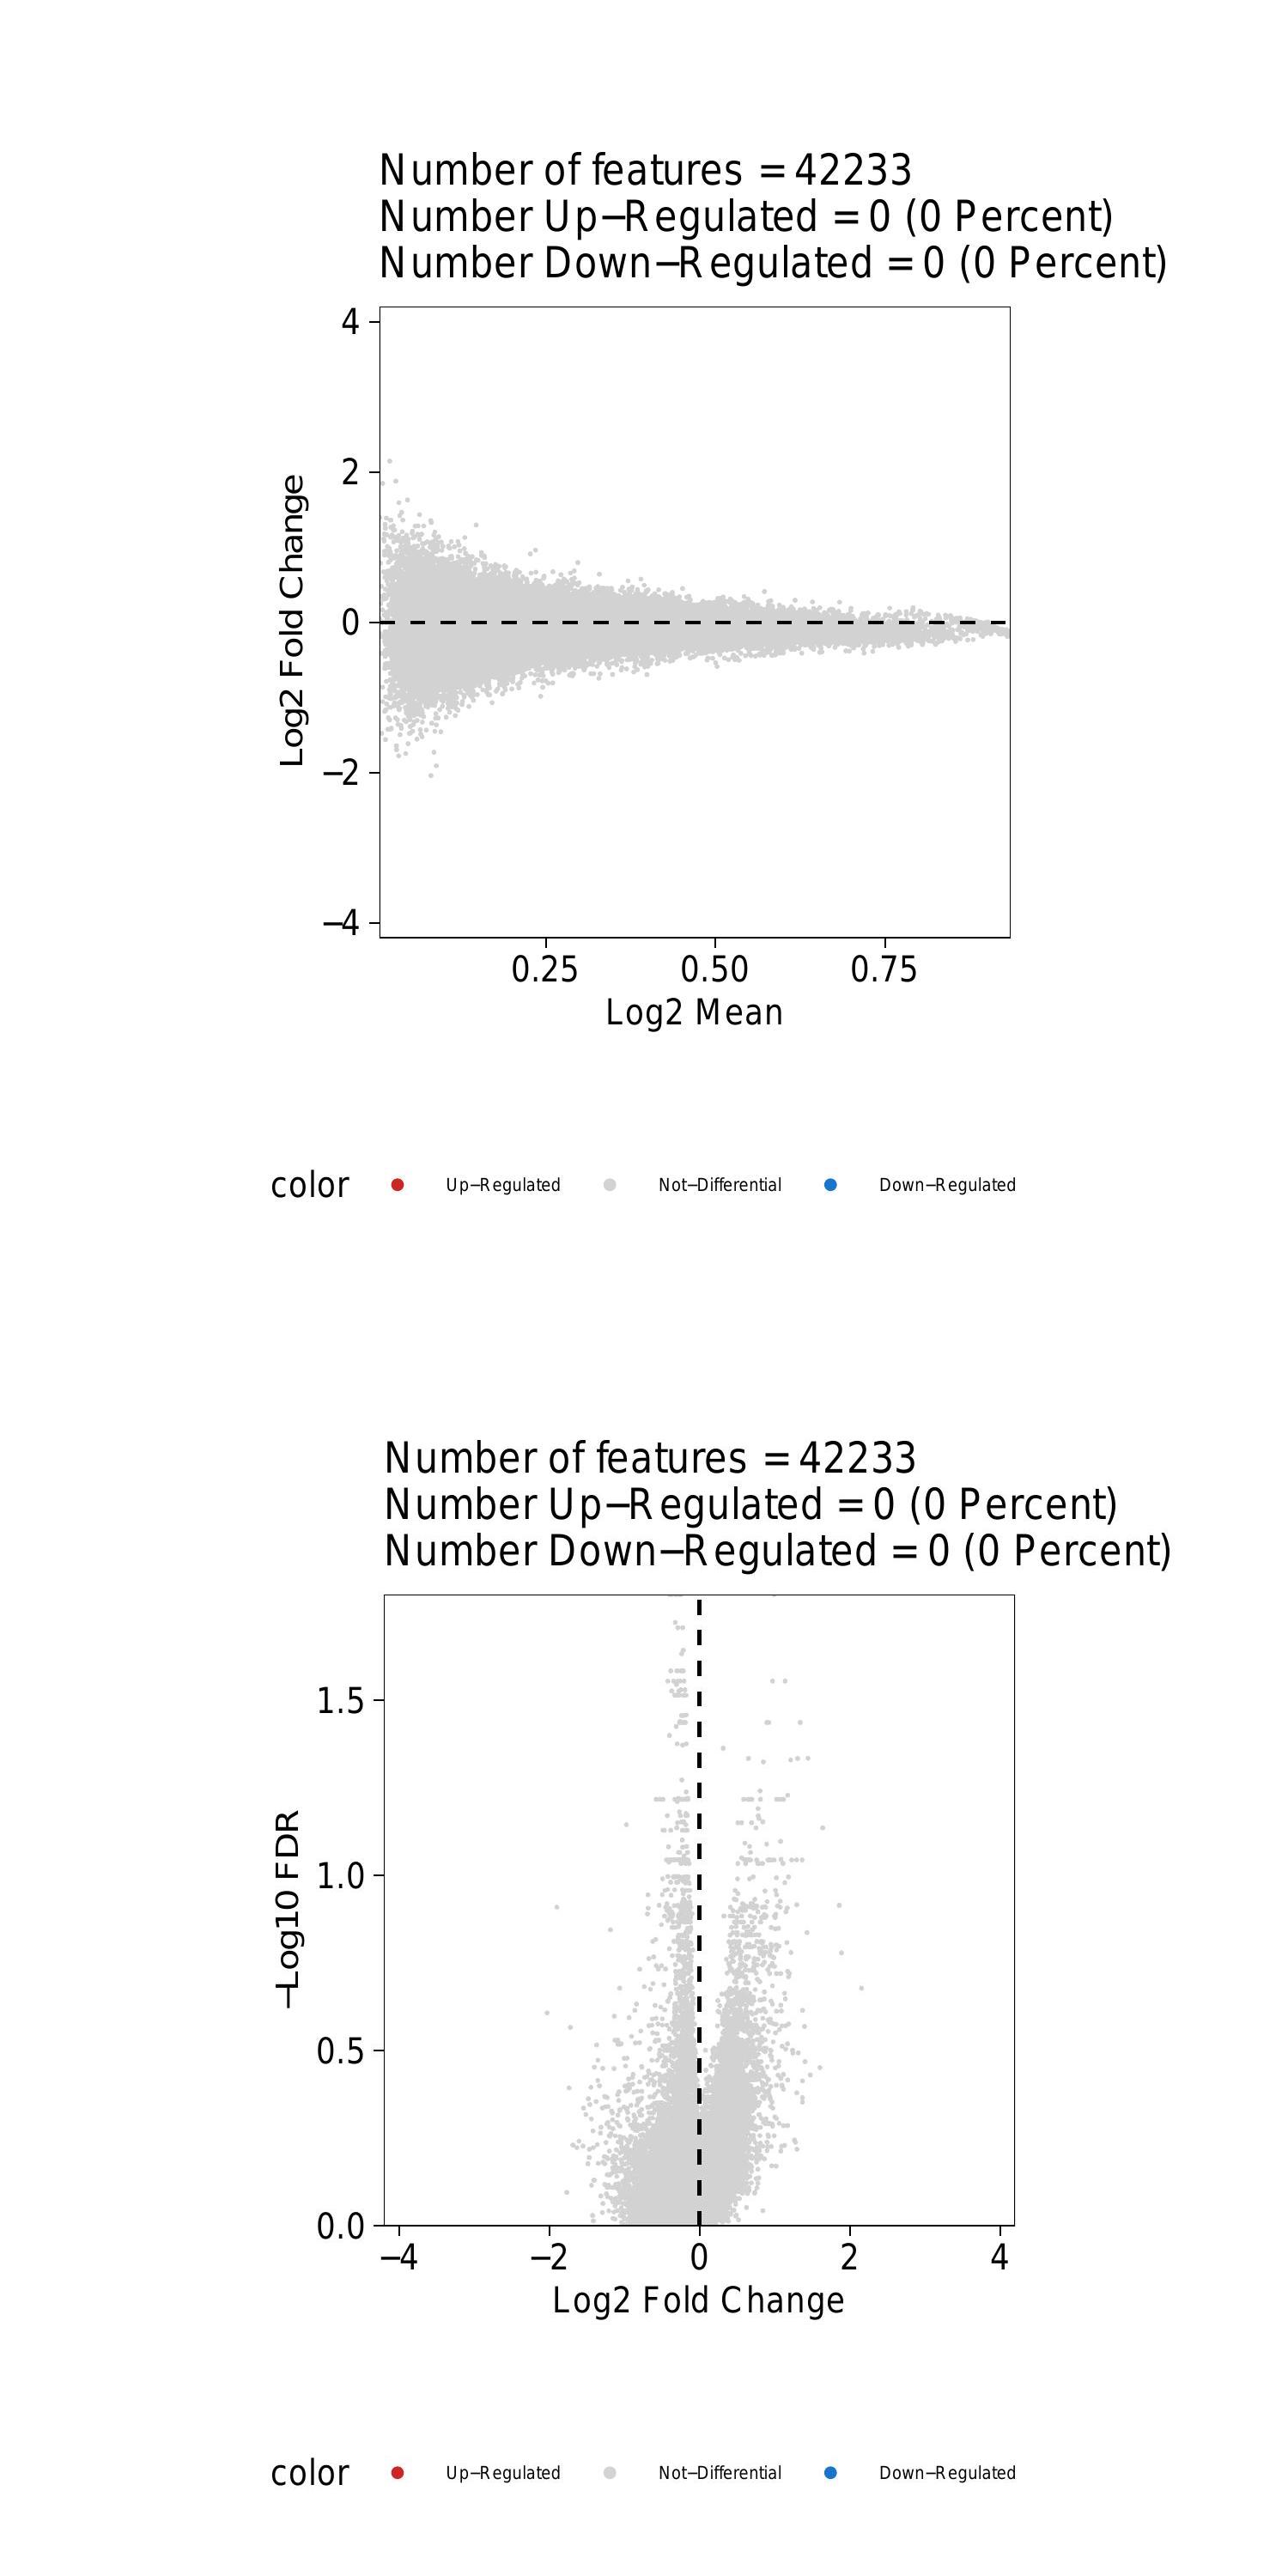 Number of features = 42233
Number Up−Regulated = 0 (0 Percent)
Number Down−Regulated = 0 (0 Percent)
4
2
0
−2
−4
Log2 Fold Change
0.25 0.50 0.75
Log2 Mean
color Up−Regulated Not−Differential Down−Regulated
Number of features = 42233
Number Up−Regulated = 0 (0 Percent)
Number Down−Regulated = 0 (0 Percent)
1.5
1.0
0.5
0.0
−Log10 FDR
−4 −2 0 2 4
Log2 Fold Change
color Up−Regulated Not−Differential Down−Regulated